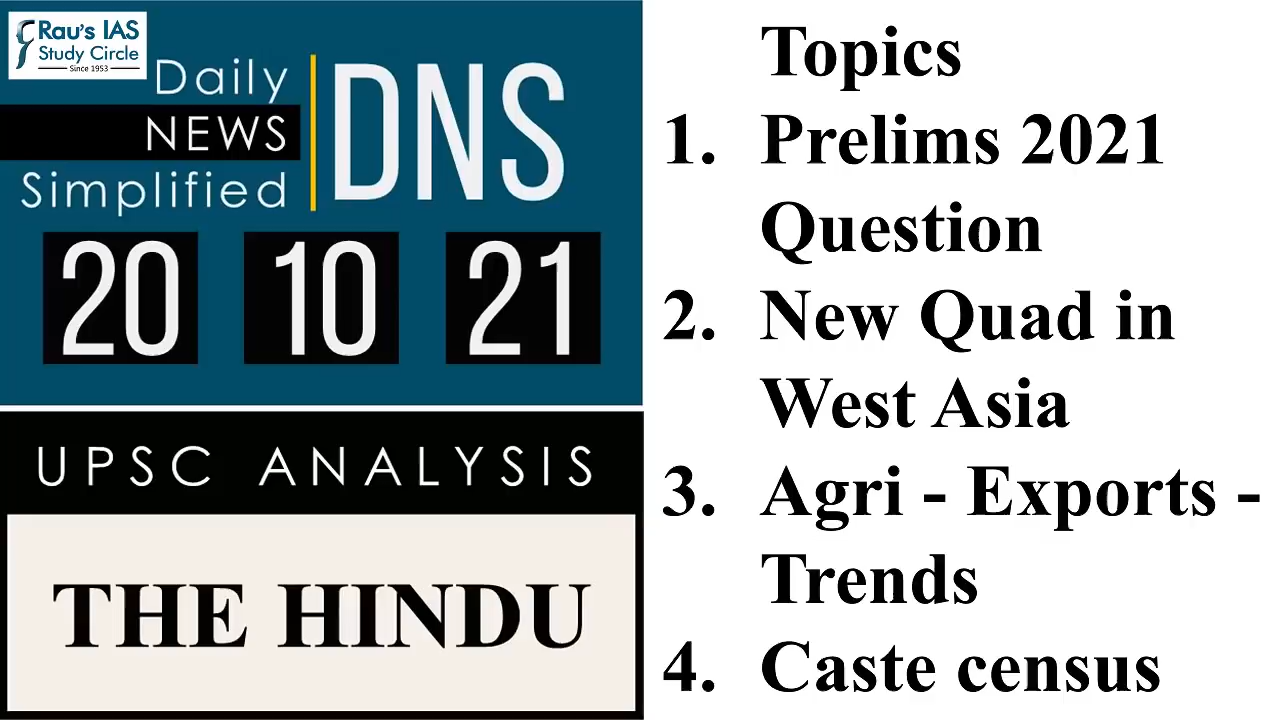 Rau's IAS
Study Circle
Since 1953
Daily
NEWS
Simplified
DNS
20 10 21
UPSC ANALYSIS
THE HINDU
Topics
1. Prelims 2021
Question
2. New Quad in
West Asia
3. Agri - Exports -
Trends
4. Caste census